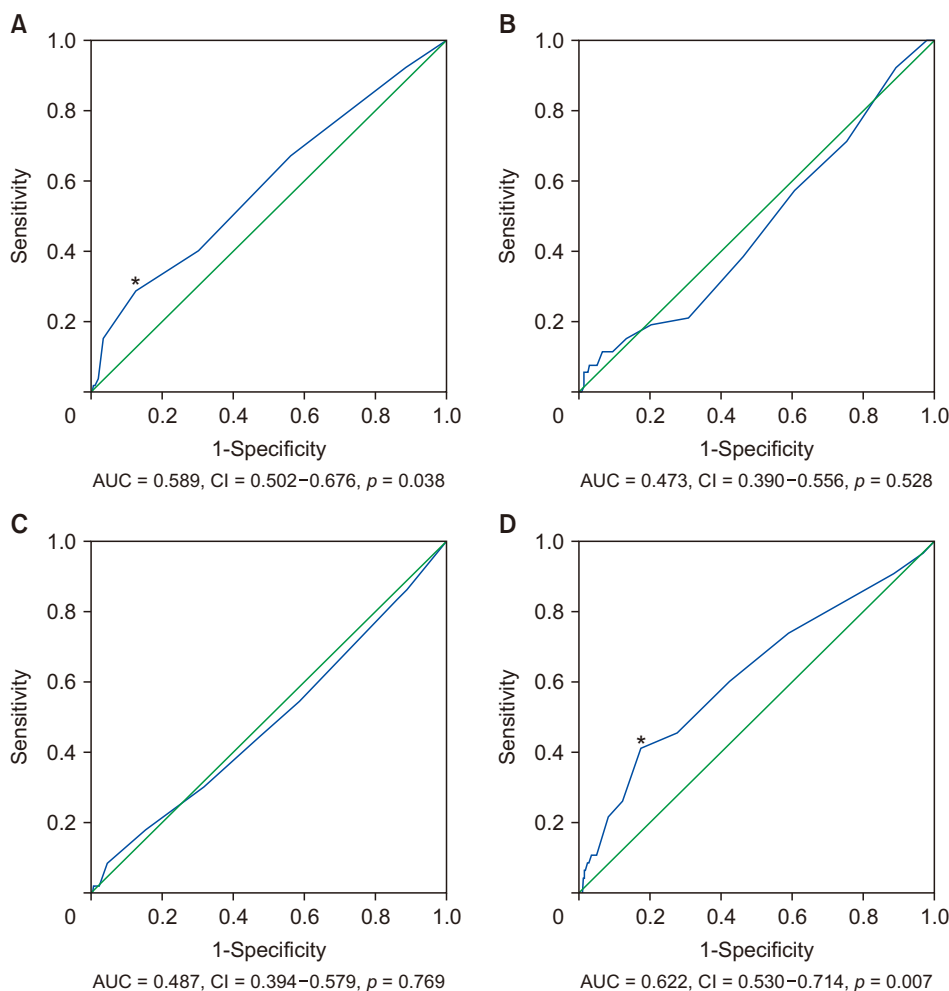 A
1.0
0.8
0.6
0.4
0.2
0
0.2
0.4
0.6
0.8
1.0
Sensitivity
*
1-Specificity
AUC = 0.589, CI = 0.502–0.676, p = 0.038
B
1.0
0.8
0.6
0.4
0.2
0
0.2
0.4
0.6
0.8
1.0
Sensitivity
1-Specificity
AUC = 0.473, CI = 0.390–0.556, p = 0.528
C
1.0
0.8
0.6
0.4
0.2
0
0.2
0.4
0.6
0.8
1.0
Sensitivity
1-Specificity
AUC = 0.487, CI = 0.394–0.579, p = 0.769
D
1.0
0.8
0.6
0.4
0.2
0
0.2
0.4
0.6
0.8
1.0
Sensitivity
*
1-Specificity
AUC = 0.622, CI = 0.530–0.714, p = 0.007